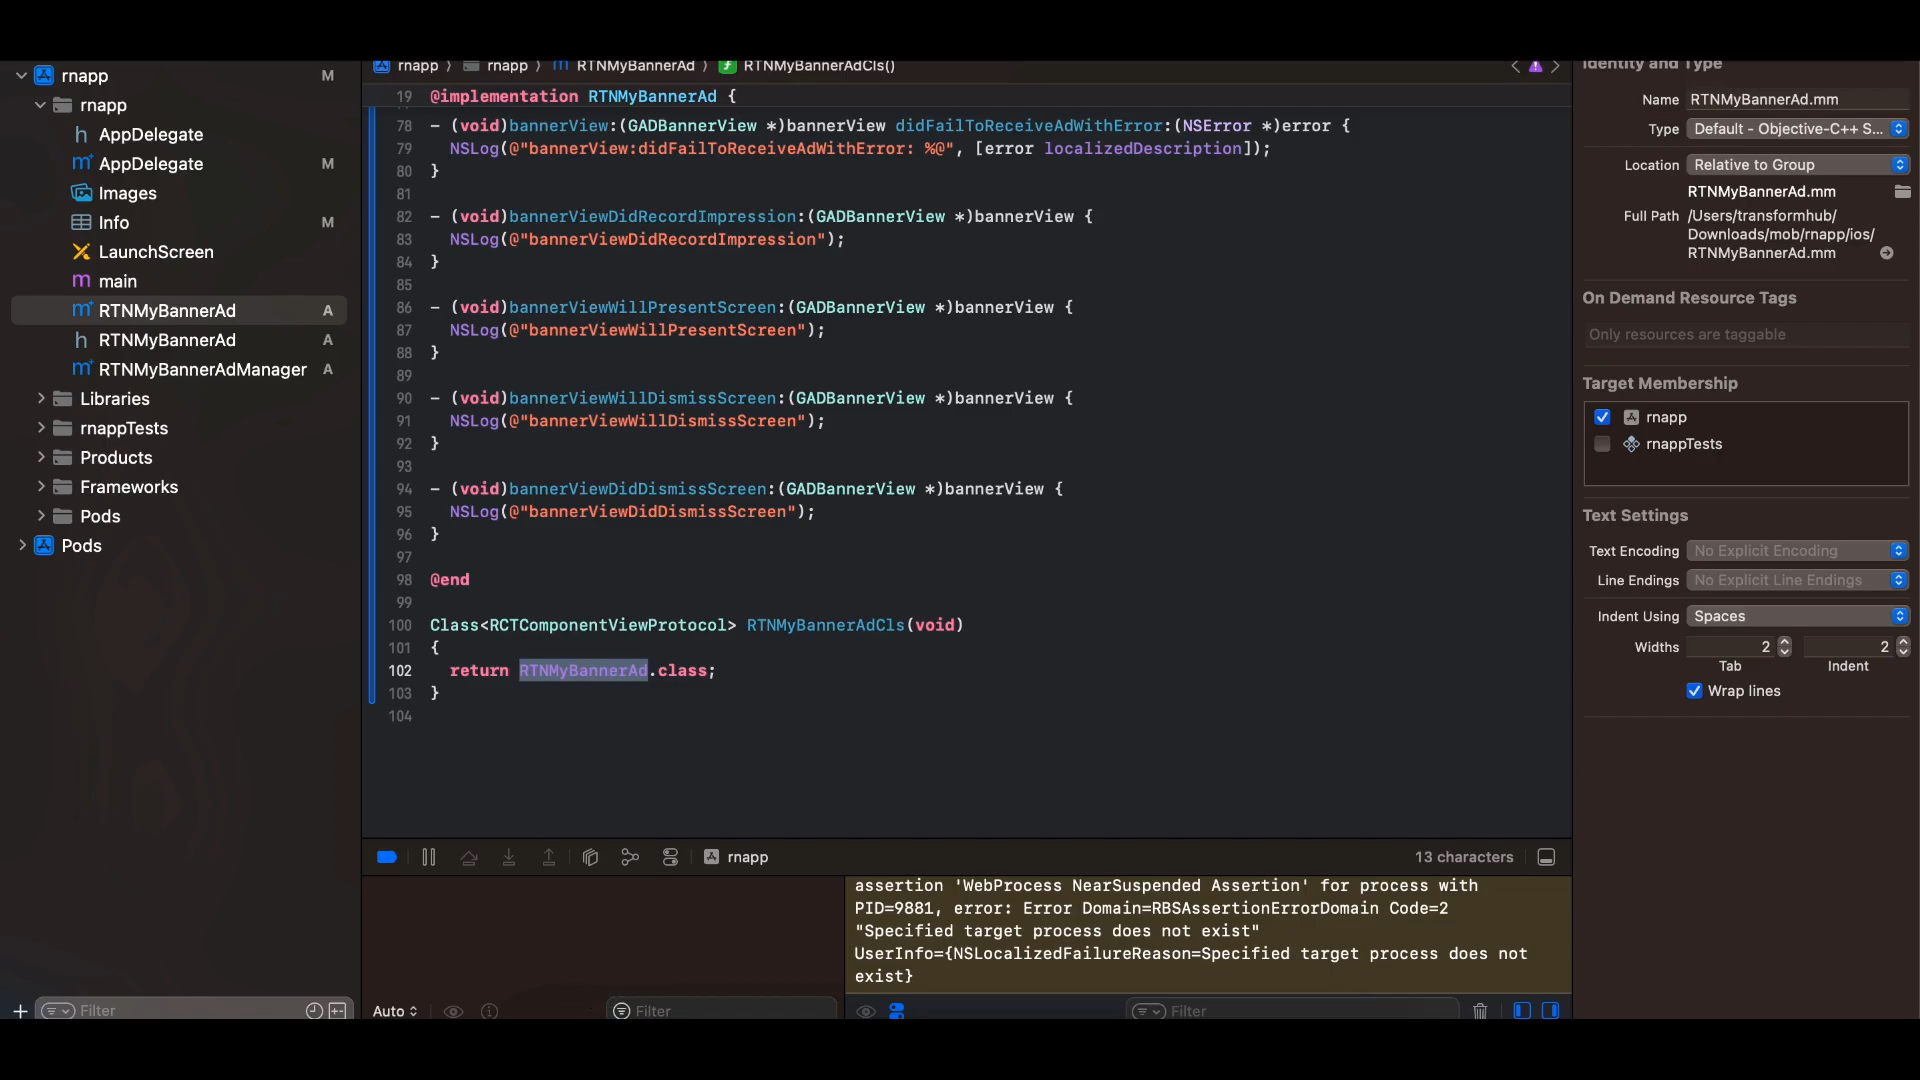 rnapp M
rnapp
AppDelegate
AppDelegate M
Images
Info M
LaunchScreen
main
RTNMyBannerAd A
RTNMyBannerAd A
RTNMyBannerAdManager A
Libraries
rnappTests
Products
Frameworks
Pods
Pods
Filter
rnapp 〉 rnapp 〉 RTNMyBannerAd 〉 RTNMyBannerAdCls()
19 @implementation RTNMyBannerAd {
78 - (void)bannerView:(GADBannerView *)bannerView didFailToReceiveAdWithError:(NSError *)error {
79   NSLog(@"bannerView:didFailToReceiveAdWithError: %@", [error localizedDescription]);
80 }
81
82 - (void)bannerViewDidRecordImpression:(GADBannerView *)bannerView {
83   NSLog(@"bannerViewDidRecordImpression");
84 }
85
86 - (void)bannerViewWillPresentScreen:(GADBannerView *)bannerView {
87   NSLog(@"bannerViewWillPresentScreen");
88 }
89
90 - (void)bannerViewWillDismissScreen:(GADBannerView *)bannerView {
91   NSLog(@"bannerViewWillDismissScreen");
92 }
93
94 - (void)bannerViewDidDismissScreen:(GADBannerView *)bannerView {
95   NSLog(@"bannerViewDidDismissScreen");
96 }
97
98 @end
99
100 Class<RCTComponentViewProtocol> RTNMyBannerAdCls(void)
101 {
102   return RTNMyBannerAd.class;
103 }
104
rnapp
13 characters
assertion 'WebProcess NearSuspended Assertion' for process with
PID=9881, error: Error Domain=RBSAssertionErrorDomain Code=2
"Specified target process does not exist"
UserInfo={NSLocalizedFailureReason=Specified target process does not
exist}
Auto
Filter
Filter
Identity and Type
Name RTNMyBannerAd.mm
Type Default - Objective-C++ S...
Location Relative to Group
RTNMyBannerAd.mm
Full Path /Users/transformhub/
Downloads/mob/rnapp/ios/
RTNMyBannerAd.mm
On Demand Resource Tags
Only resources are taggable
Target Membership
rnapp
rnappTests
Text Settings
Text Encoding No Explicit Encoding
Line Endings No Explicit Line Endings
Indent Using Spaces
Widths 2 2
Tab Indent
Wrap lines